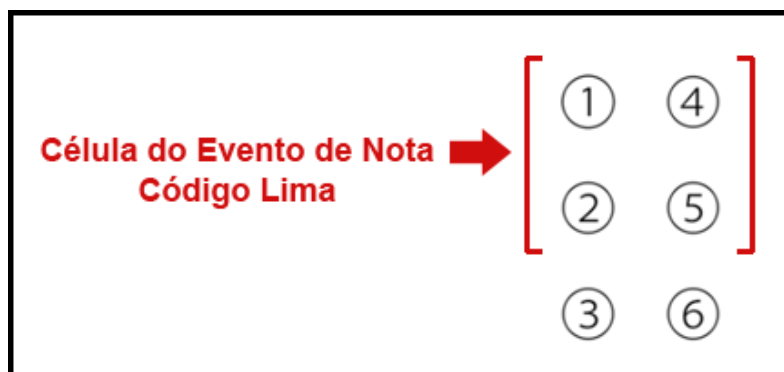 ① ④
Célula do Evento de Nota
Código Lima
② ⑤
③ ⑥